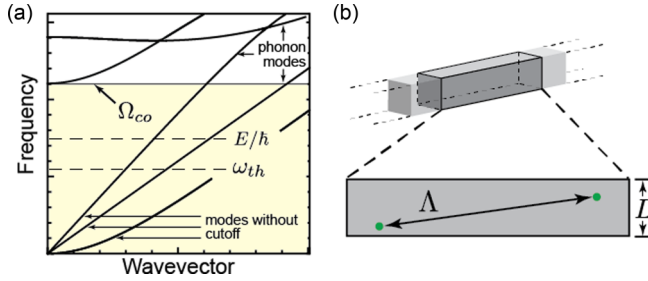 (a)
Frequency
phonon
modes
Ω_co
E/ħ
ω_th
modes without
cutoff
Wavevector
(b)
Λ
L